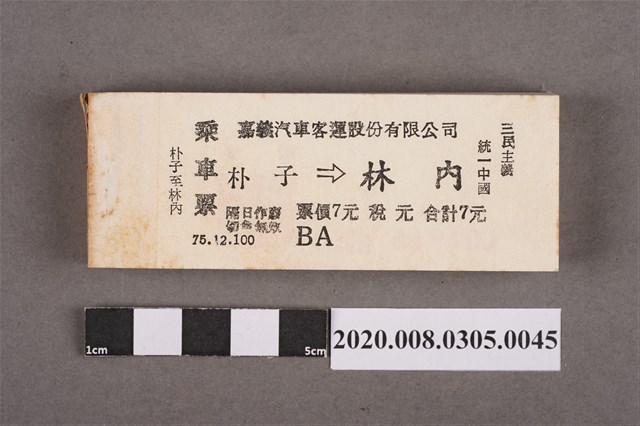 嘉義汽車客運股份有限公司
乘車票
朴子至林內
朴子⇨林內
三民主義
統一中國
隔日作廢
切角無效
票價7元 稅 元 合計7元
75.12.100
BA
1cm
5cm
2020.008.0305.0045